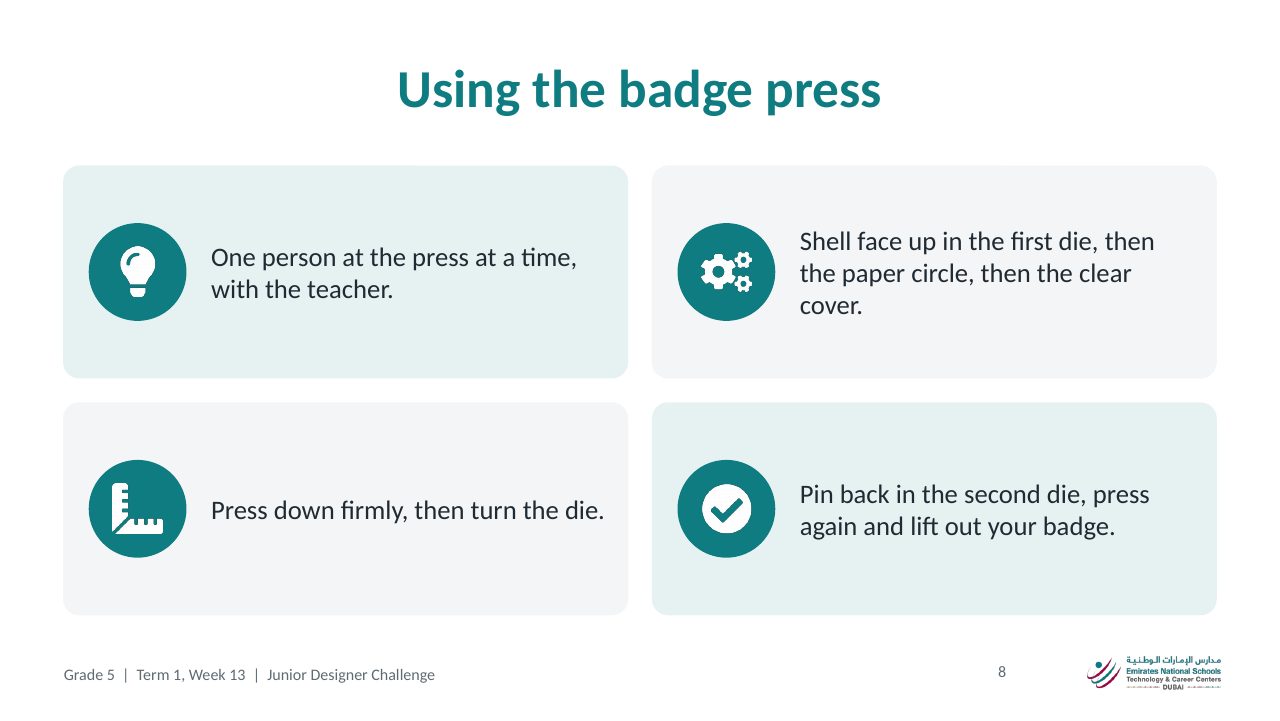 Using the badge press
One person at the press at a time,
with the teacher.
Shell face up in the first die, then
the paper circle, then the clear
cover.
Press down firmly, then turn the die.
Pin back in the second die, press
again and lift out your badge.
Grade 5 | Term 1, Week 13 | Junior Designer Challenge
8
مدارس الإمارات الوطنية
Emirates National Schools
Technology & Career Centers
DUBAI